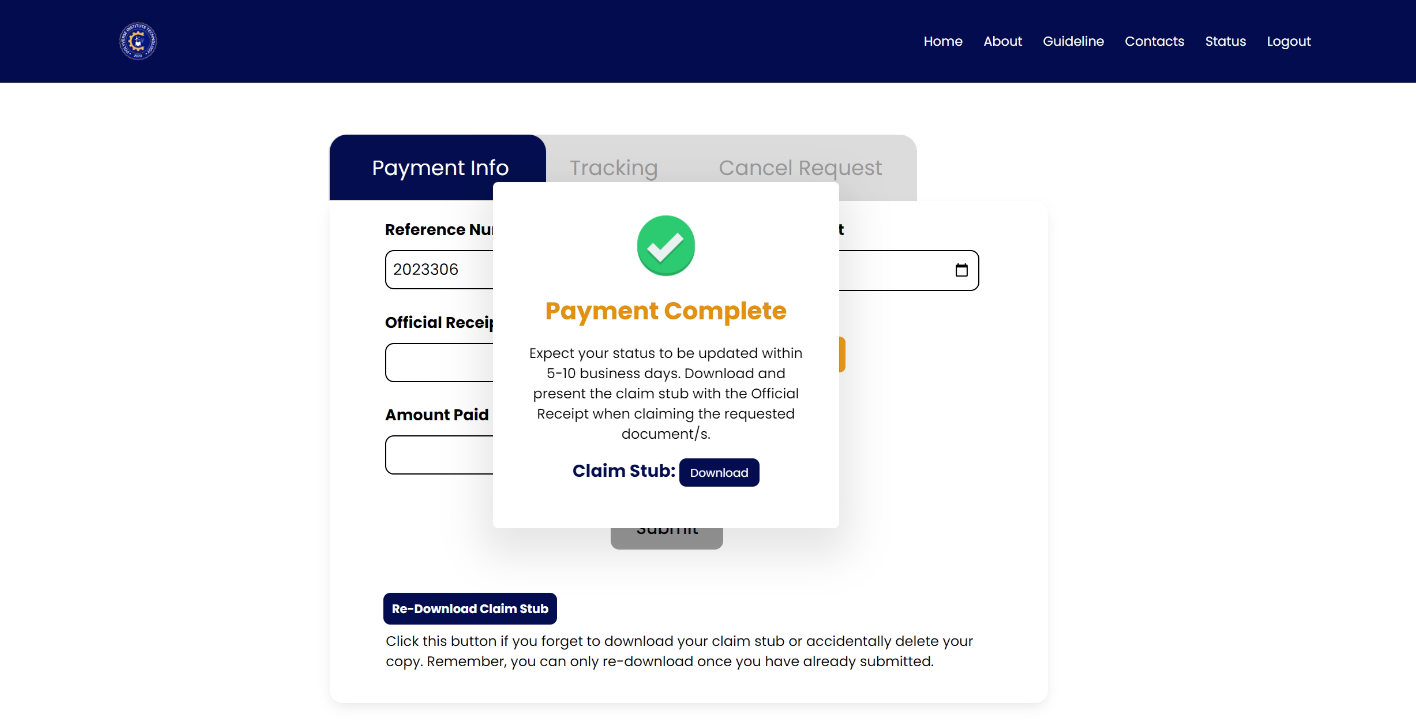 Home About Guideline Contacts Status Logout
Payment Info Tracking Cancel Request
Reference Nu
2023306
Official Receip
Amount Paid
Payment Complete
Expect your status to be updated within
5-10 business days. Download and
present the claim stub with the Official
Receipt when claiming the requested
document/s.
Claim Stub: Download
Submit
Re-Download Claim Stub
Click this button if you forget to download your claim stub or accidentally delete your
copy. Remember, you can only re-download once you have already submitted.